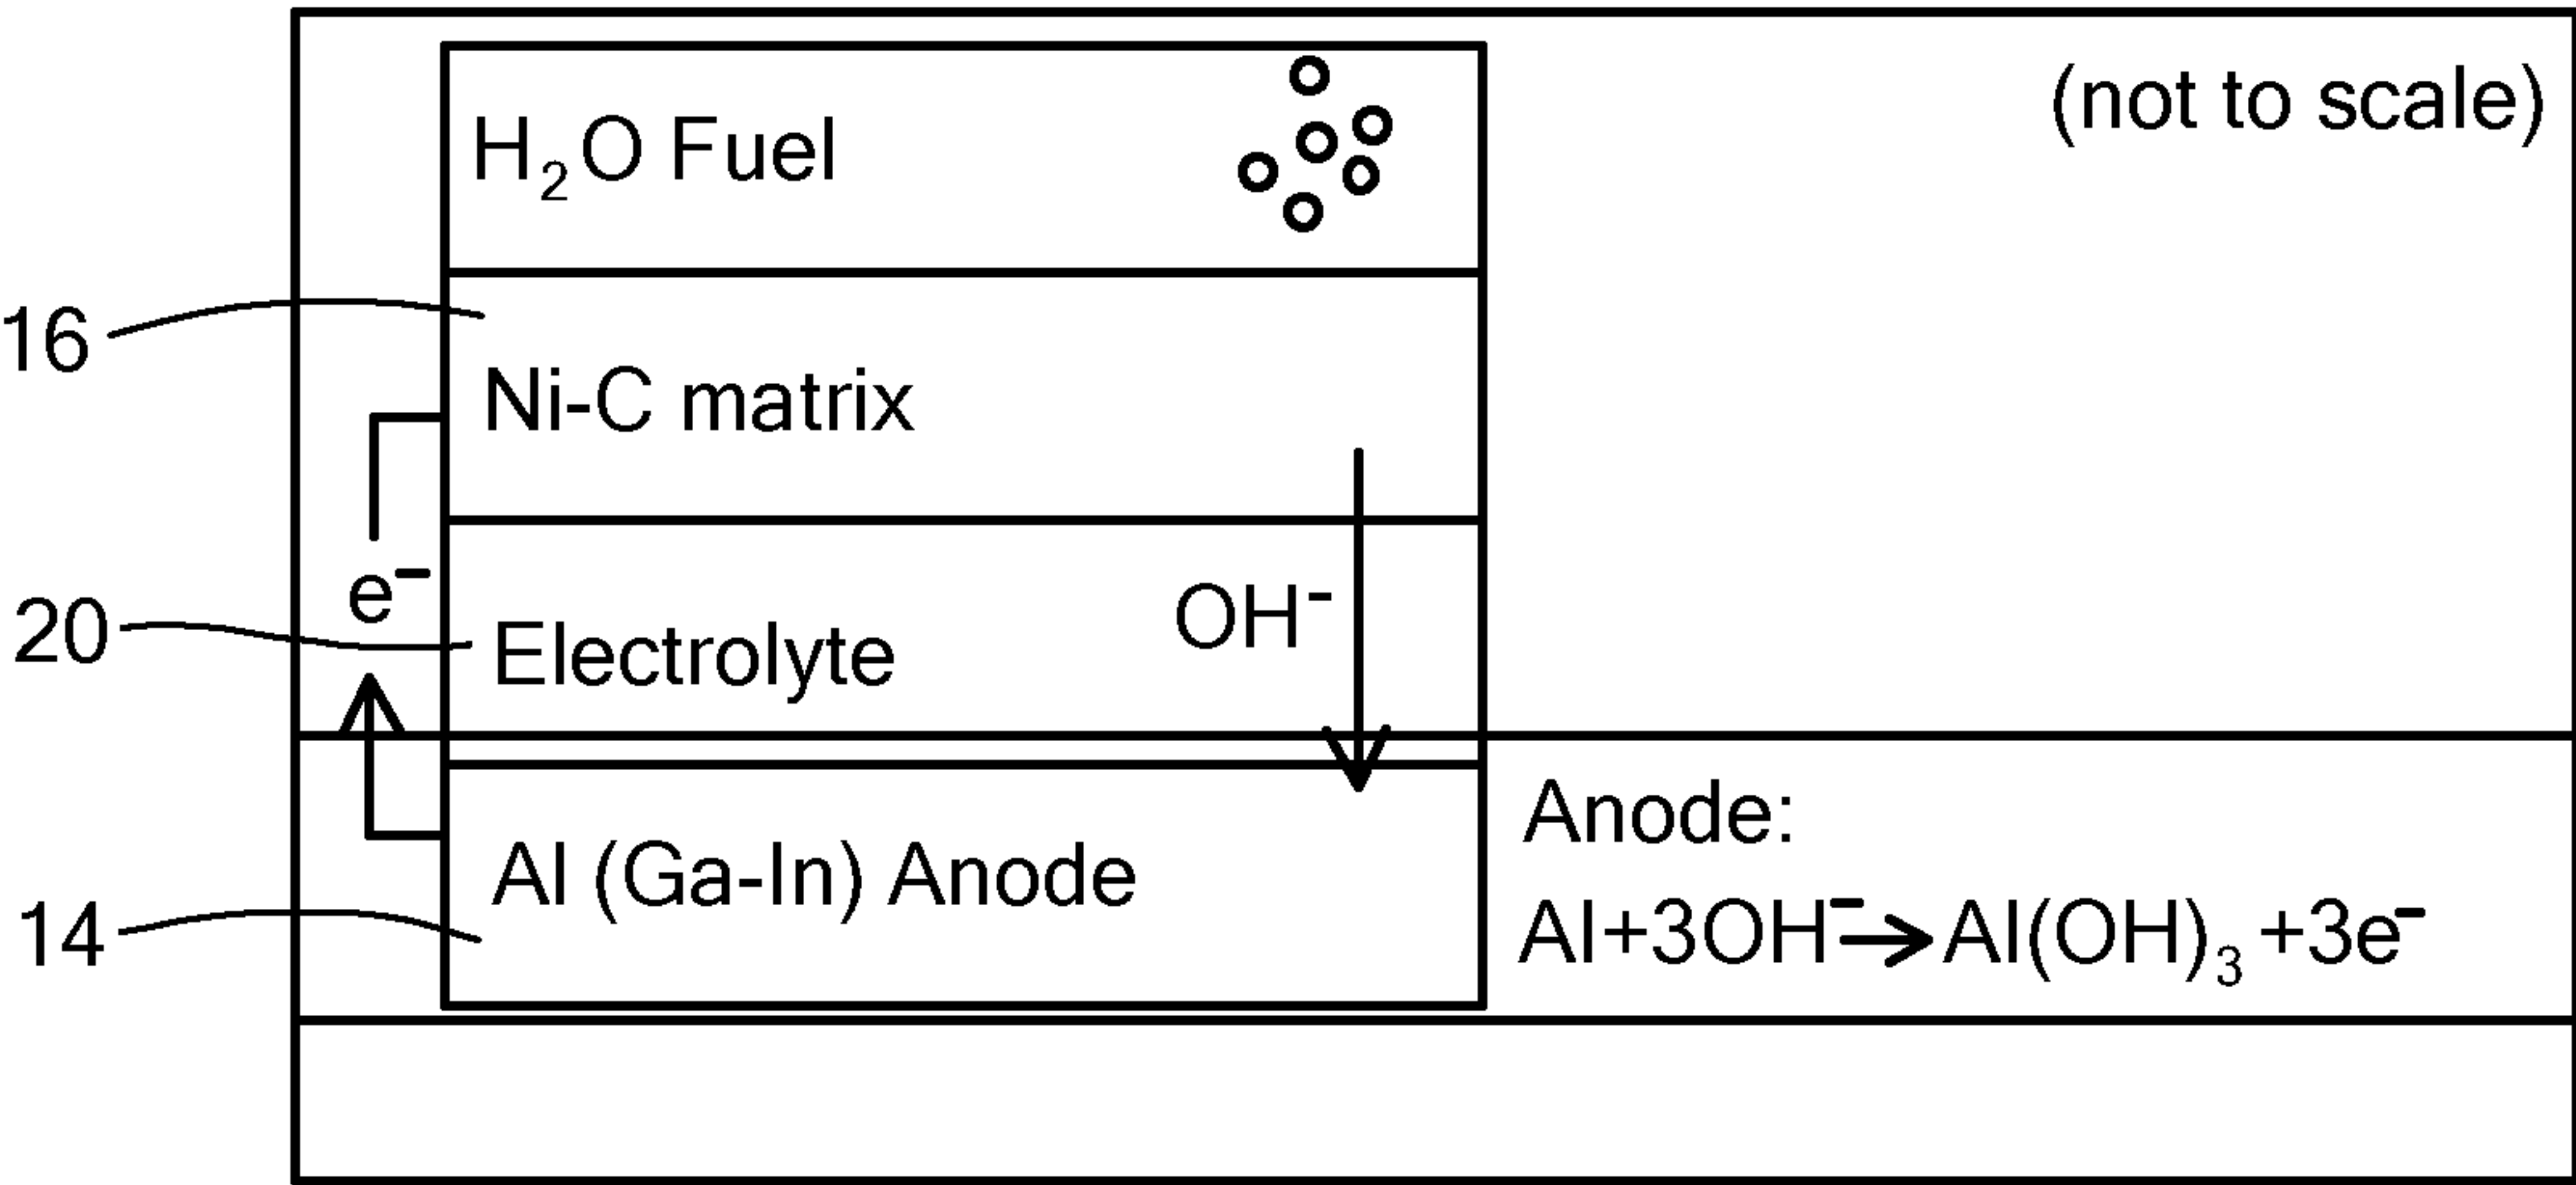 (not to scale)
H₂O Fuel
16
Ni-C matrix
e⁻
20
Electrolyte
OH⁻
14
Al (Ga-In) Anode
Anode:
Al+3OH⁻→Al(OH)₃+3e⁻